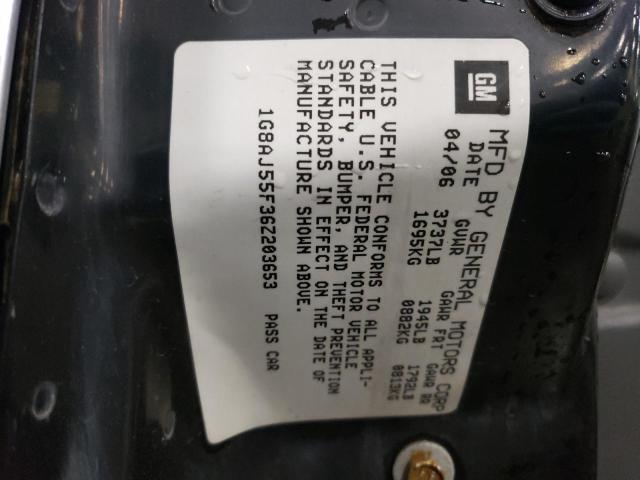 GM
MFD BY GENERAL MOTORS CORP
DATE GVWR GAWR FRT GAWR RR
04/06 3737LB 1945LB 1792LB
1695KG 0882KG 0813KG
THIS VEHICLE CONFORMS TO ALL APPLI-
CABLE U.S. FEDERAL MOTOR VEHICLE
SAFETY, BUMPER, AND THEFT PREVENTION
STANDARDS IN EFFECT ON THE DATE OF
MANUFACTURE SHOWN ABOVE.
1G8AJ55F36Z203653 PASS CAR